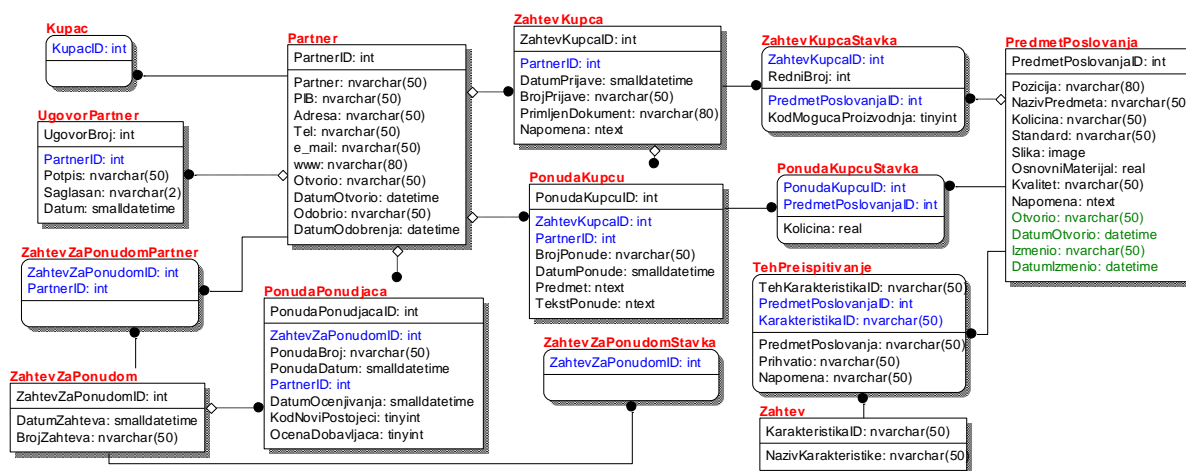 Kupac
KupacID: int
UgovorPartner
UgovorBroj: int
PartnerID: int
Potpis: nvarchar(50)
Saglasan: nvarchar(2)
Datum: smalldatetime
ZahtevZaPonudomPartner
ZahtevZaPonudomID: int
PartnerID: int
ZahtevZaPonudom
ZahtevZaPonudomID: int
DatumZahteva: smalldatetime
BrojZahteva: nvarchar(50)
Partner
PartnerID: int
Partner: nvarchar(50)
PIB: nvarchar(50)
Adresa: nvarchar(50)
Tel: nvarchar(50)
e_mail: nvarchar(50)
www: nvarchar(80)
Otvorio: nvarchar(50)
DatumOtvorio: datetime
Odobrio: nvarchar(50)
DatumOdobrenja: datetime
PonudaPonudjaca
PonudaPonudjacaID: int
ZahtevZaPonudomID: int
PonudaBroj: nvarchar(50)
PonudaDatum: smalldatetime
PartnerID: int
DatumOcenjivanja: smalldatetime
KodNoviPostojeci: tinyint
OcenaDobavljaca: tinyint
ZahtevKupca
ZahtevKupcaID: int
PartnerID: int
DatumPrijave: smalldatetime
BrojPrijave: nvarchar(50)
PrimljenDokument: nvarchar(80)
Napomena: ntext
PonudaKupcu
PonudaKupcuID: int
ZahtevKupcaID: int
PartnerID: int
BrojPonude: nvarchar(50)
DatumPonude: smalldatetime
Predmet: ntext
TekstPonude: ntext
ZahtevZaPonudomStavka
ZahtevZaPonudomID: int
ZahtevKupcaStavka
ZahtevKupcaID: int
RedniBroj: int
PredmetPoslovanjaID: int
KodMogucaProizvodnja: tinyint
PonudaKupcuStavka
PonudaKupcuID: int
PredmetPoslovanjaID: int
Kolicina: real
TehPreispitivanje
TehKarakteristikaID: nvarchar(50)
PredmetPoslovanjaID: int
KarakteristikaID: nvarchar(50)
PredmetPoslovanja: nvarchar(50)
Prihvatio: nvarchar(50)
Napomena: nvarchar(50)
Zahtev
KarakteristikaID: nvarchar(50)
NazivKarakteristike: nvarchar(50)
PredmetPoslovanja
PredmetPoslovanjaID: int
Pozicija: nvarchar(80)
NazivPredmeta: nvarchar(50)
Kolicina: nvarchar(50)
Standard: nvarchar(50)
Slika: image
OsnovniMaterijal: real
Kvalitet: nvarchar(50)
Napomena: ntext
Otvorio: nvarchar(50)
DatumOtvorio: datetime
Izmenio: nvarchar(50)
DatumIzmenio: datetime